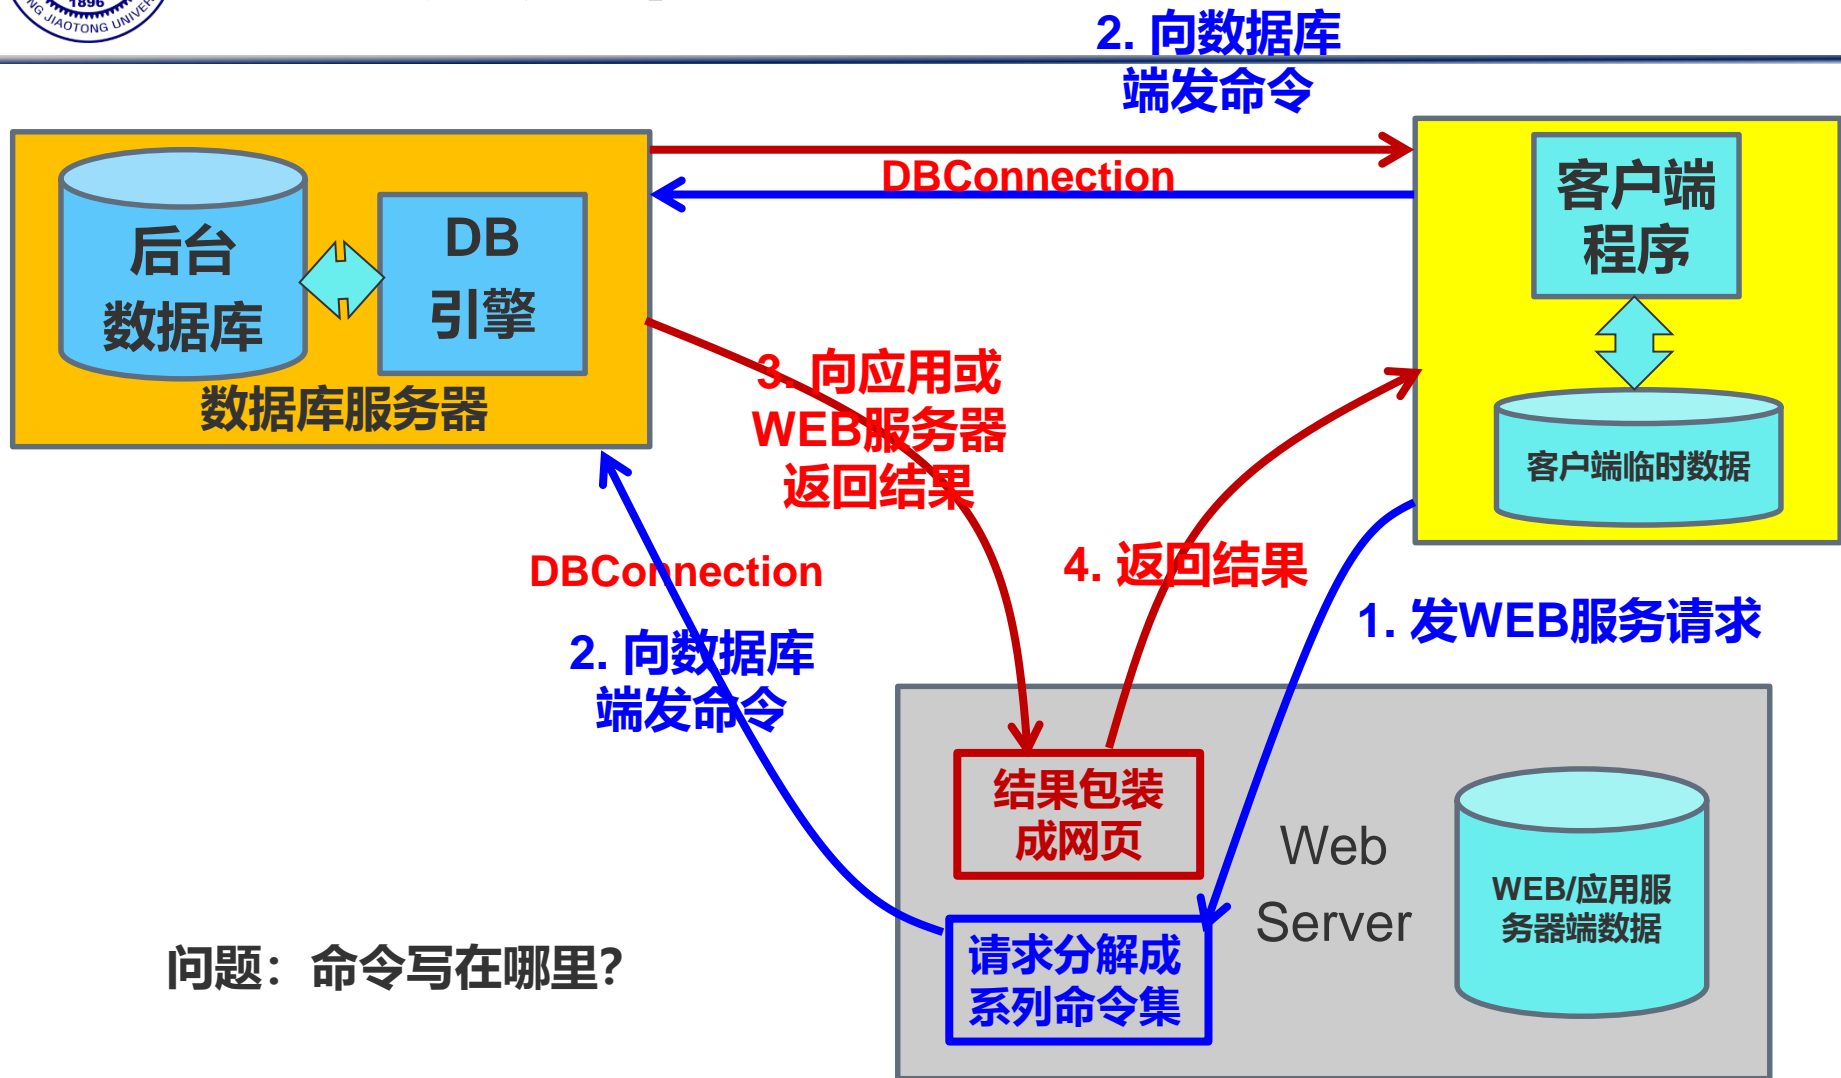 1896
JIAOTONG UNIVER
2. 向数据库
端发命令
DBConnection
客户端
程序
后台
数据库
DB
引擎
数据库服务器
客户端临时数据
3. 向应用或
WEB服务器
返回结果
DBConnection
4. 返回结果
1. 发WEB服务请求
2. 向数据库
端发命令
结果包装
成网页
Web
Server
WEB/应用服
务器端数据
请求分解成
系列命令集
问题：命令写在哪里?